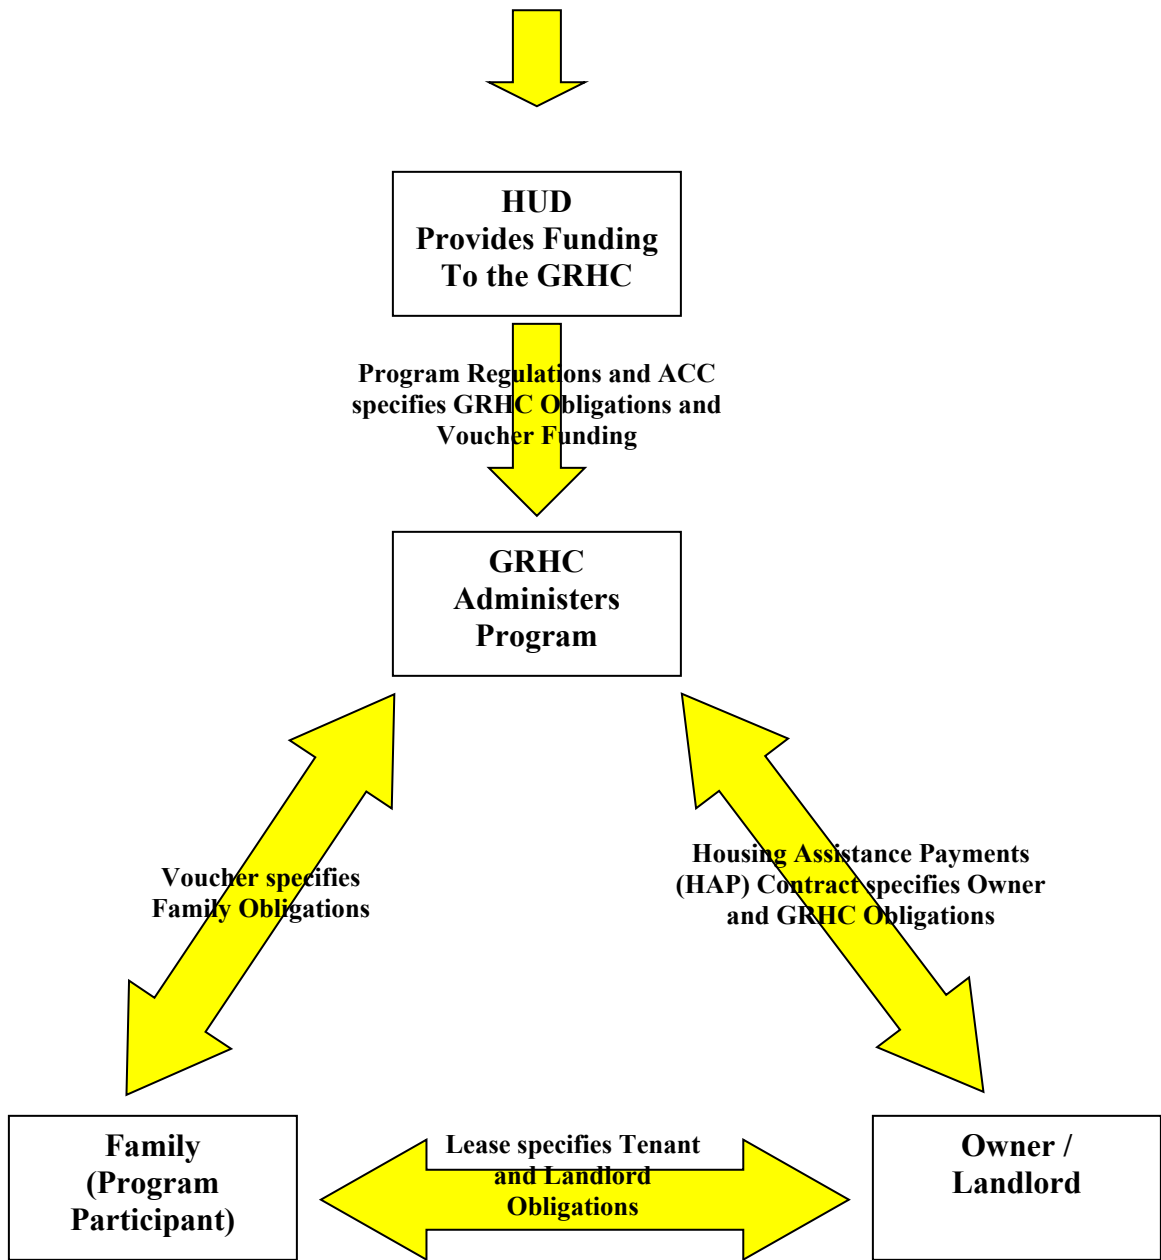 HUD
Provides Funding
To the GRHC
Program Regulations and ACC
specifies GRHC Obligations and
Voucher Funding
GRHC
Administers
Program
Voucher specifies
Family Obligations
Housing Assistance Payments
(HAP) Contract specifies Owner
and GRHC Obligations
Family
(Program
Participant)
Lease specifies Tenant
and Landlord
Obligations
Owner /
Landlord